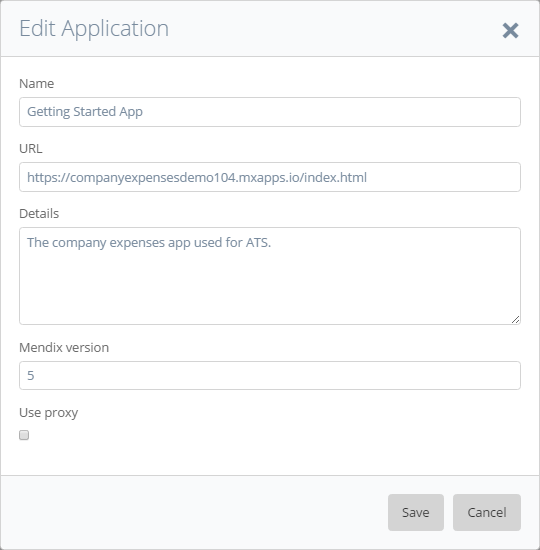 Edit Application
Name
Getting Started App
URL
https://companyexpensesdemo104.mxapps.io/index.html
Details
The company expenses app used for ATS.
Mendix version
5
Use proxy
Save Cancel